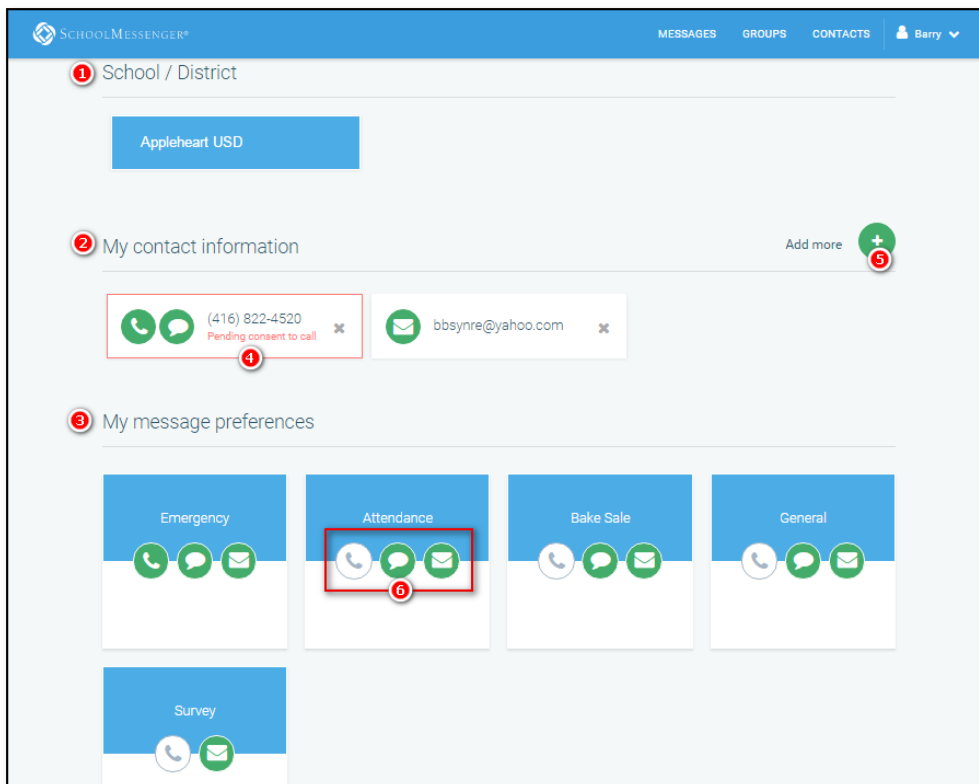 SCHOOLMESSENGER®
MESSAGES GROUPS CONTACTS Barry
1 School / District
Appleheart USD
2 My contact information Add more + 5
(416) 822-4520 bbsynre@yahoo.com
Pending consent to call
4
3 My message preferences
Emergency Attendance Bake Sale General
6
Survey